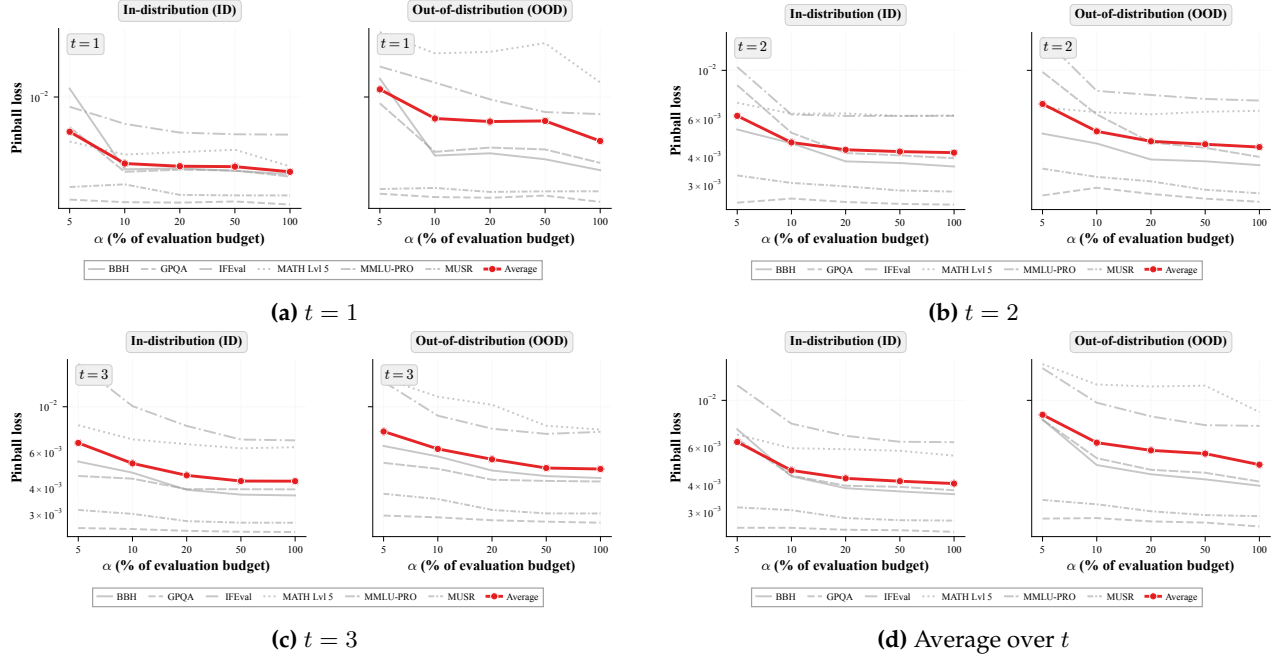 In-distribution (ID)
Out-of-distribution (OOD)
t = 1
t = 1
Pinball loss
10⁻²
5 10 20 50 100
5 10 20 50 100
α (% of evaluation budget)
α (% of evaluation budget)
BBH GPQA IFEval MATH Lvl 5 MMLU-PRO MUSR Average
(a) t = 1
In-distribution (ID)
Out-of-distribution (OOD)
t = 2
t = 2
Pinball loss
10⁻²
6 × 10⁻³
4 × 10⁻³
3 × 10⁻³
5 10 20 50 100
5 10 20 50 100
α (% of evaluation budget)
α (% of evaluation budget)
BBH GPQA IFEval MATH Lvl 5 MMLU-PRO MUSR Average
(b) t = 2
In-distribution (ID)
Out-of-distribution (OOD)
t = 3
t = 3
Pinball loss
10⁻²
6 × 10⁻³
4 × 10⁻³
3 × 10⁻³
5 10 20 50 100
5 10 20 50 100
α (% of evaluation budget)
α (% of evaluation budget)
BBH GPQA IFEval MATH Lvl 5 MMLU-PRO MUSR Average
(c) t = 3
In-distribution (ID)
Out-of-distribution (OOD)
Pinball loss
10⁻²
6 × 10⁻³
4 × 10⁻³
3 × 10⁻³
5 10 20 50 100
5 10 20 50 100
α (% of evaluation budget)
α (% of evaluation budget)
BBH GPQA IFEval MATH Lvl 5 MMLU-PRO MUSR Average
(d) Average over t